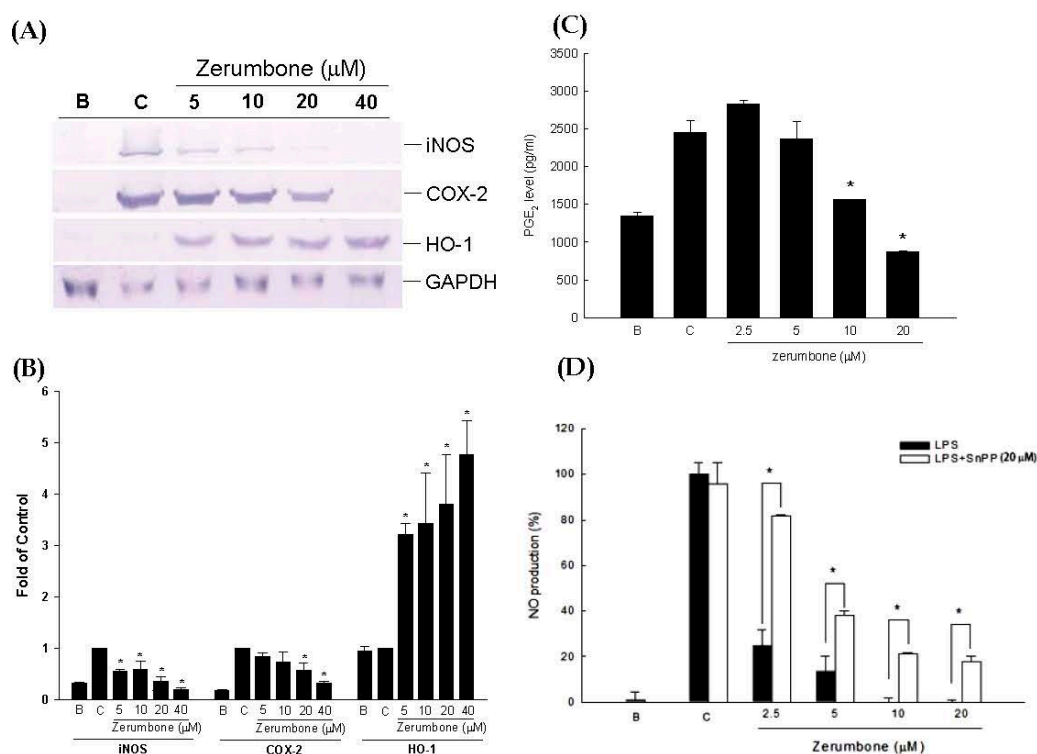 (A)
Zerumbone (μM)
B C 5 10 20 40
iNOS
COX-2
HO-1
GAPDH
(B)
Fold of Control
6
5
4
3
2
1
0
* * * * * * * * * *
B C 5 10 20 40 B C 5 10 20 40 B C 5 10 20 40
Zerumbone (μM) Zerumbone (μM) Zerumbone (μM)
iNOS COX-2 HO-1
(C)
PGE2 level (pg/ml)
3500
3000
2500
2000
1500
1000
500
0
* *
B C 2.5 5 10 20
zerumbone (μM)
(D)
NO production (%)
120
100
80
60
40
20
0
LPS
LPS+SnPP (20 μM)
* * * *
B C 2.5 5 10 20
Zerumbone (μM)